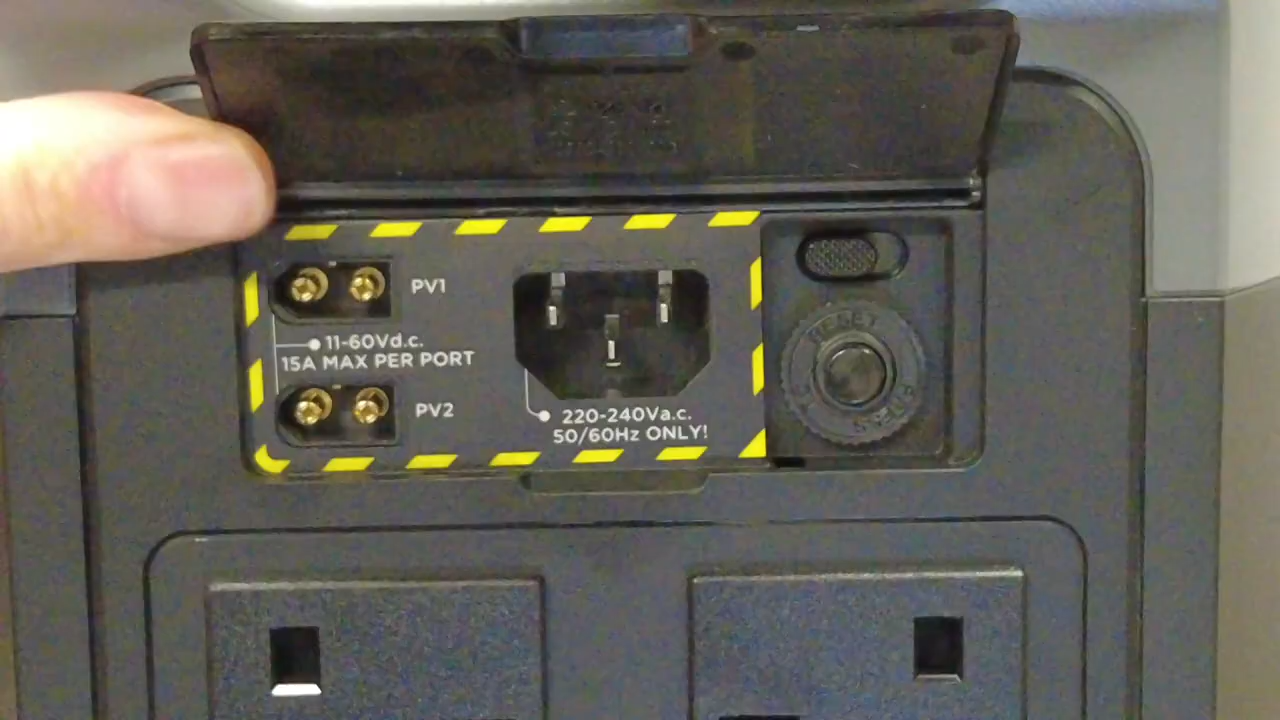 PV1
11-60Vd.c.
15A MAX PER PORT
PV2
220-240Va.c.
50/60Hz ONLY!
RESET